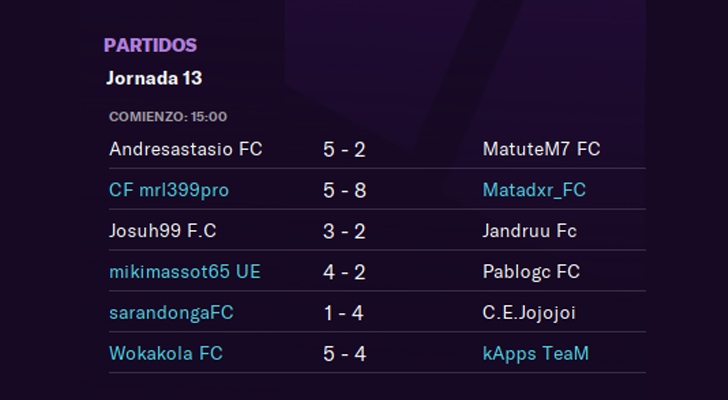 PARTIDOS
Jornada 13
COMIENZO: 15:00
Andresastasio FC 5 - 2 MatuteM7 FC
CF mrl399pro 5 - 8 Matadxr_FC
Josuh99 F.C 3 - 2 Jandruu Fc
mikimassot65 UE 4 - 2 Pablogc FC
sarandongaFC 1 - 4 C.E.Jojojoi
Wokakola FC 5 - 4 kApps TeaM